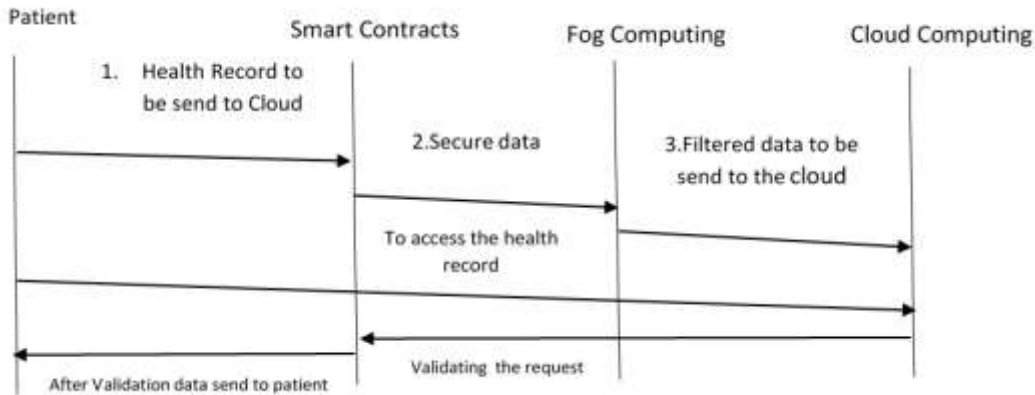 Patient
Smart Contracts
Fog Computing
Cloud Computing
1. Health Record to
be send to Cloud
2.Secure data
3.Filtered data to be
send to the cloud
To access the health
record
Validating the request
After Validation data send to patient